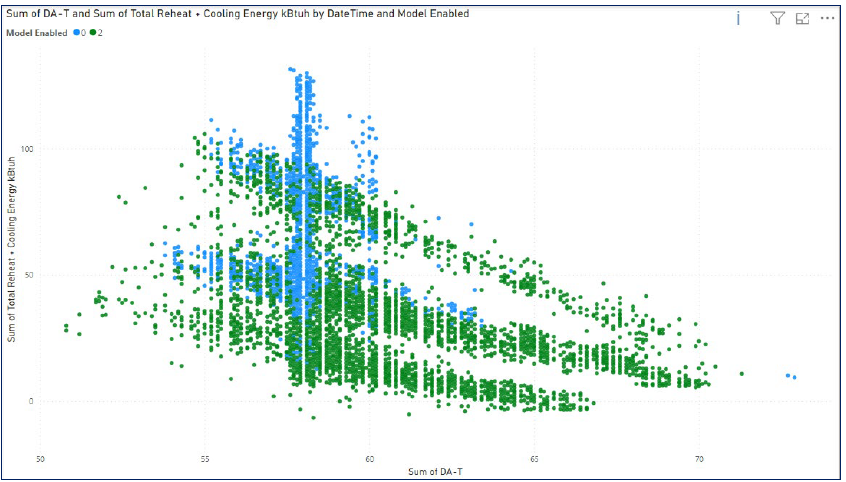 Sum of DA-T and Sum of Total Reheat + Cooling Energy kBtuh by DateTime and Model Enabled
Model Enabled 0 2
Sum of Total Reheat + Cooling Energy kBtuh
100
50
0
50 55 60 65 70
Sum of DA-T